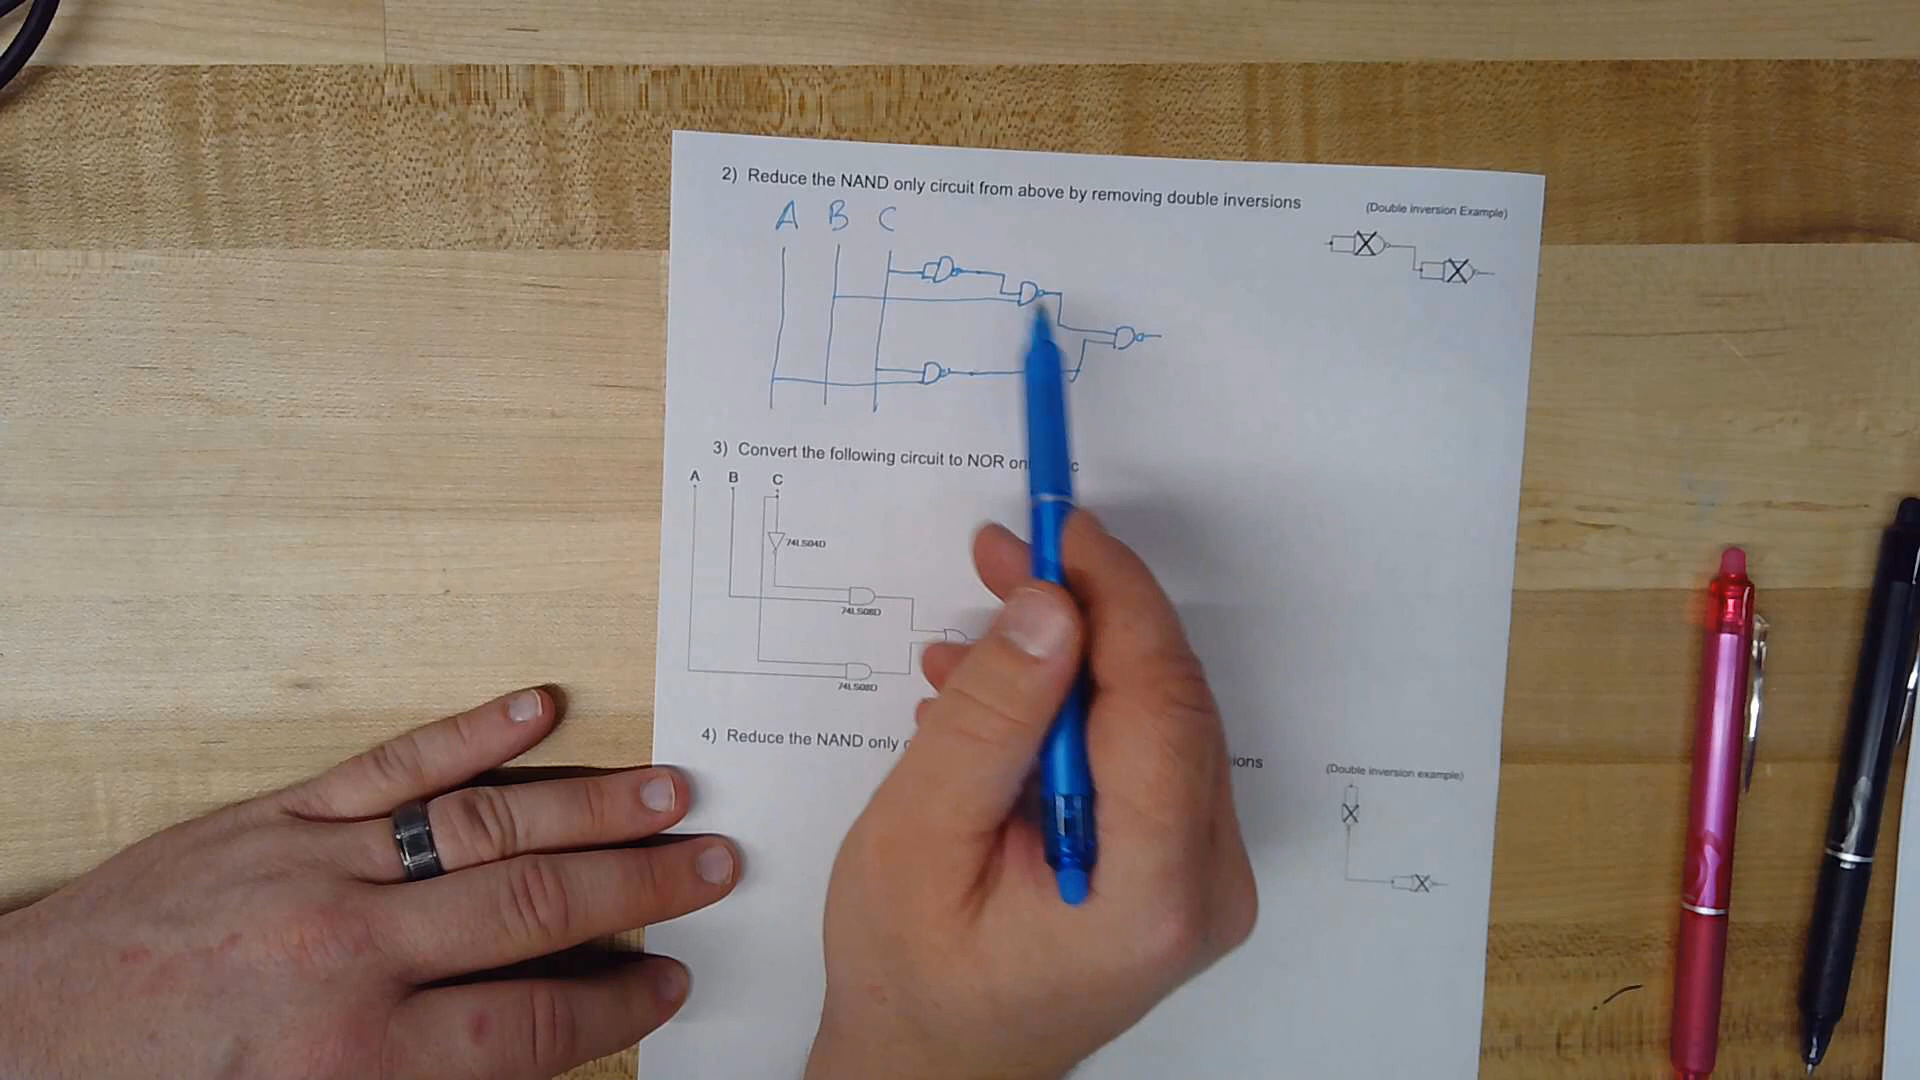 2) Reduce the NAND only circuit from above by removing double inversions
(Double Inversion Example)
A B C
3) Convert the following circuit to NOR on c
A B C
74LS04D
74LS08D
74LS08D
4) Reduce the NAND only ions
(Double inversion example)